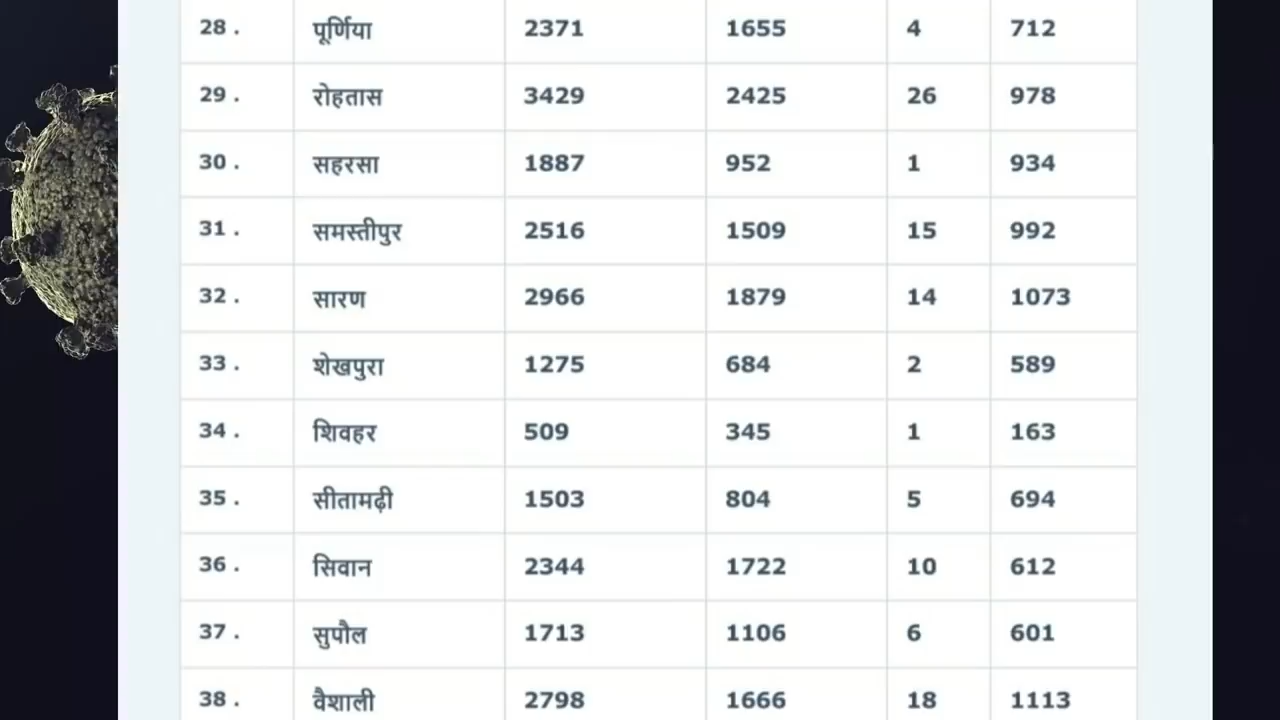 28 . पूर्णिया 2371 1655 4 712
29 . रोहतास 3429 2425 26 978
30 . सहरसा 1887 952 1 934
31 . समस्तीपुर 2516 1509 15 992
32 . सारण 2966 1879 14 1073
33 . शेखपुरा 1275 684 2 589
34 . शिवहर 509 345 1 163
35 . सीतामढ़ी 1503 804 5 694
36 . सिवान 2344 1722 10 612
37 . सुपौल 1713 1106 6 601
38 . वैशाली 2798 1666 18 1113